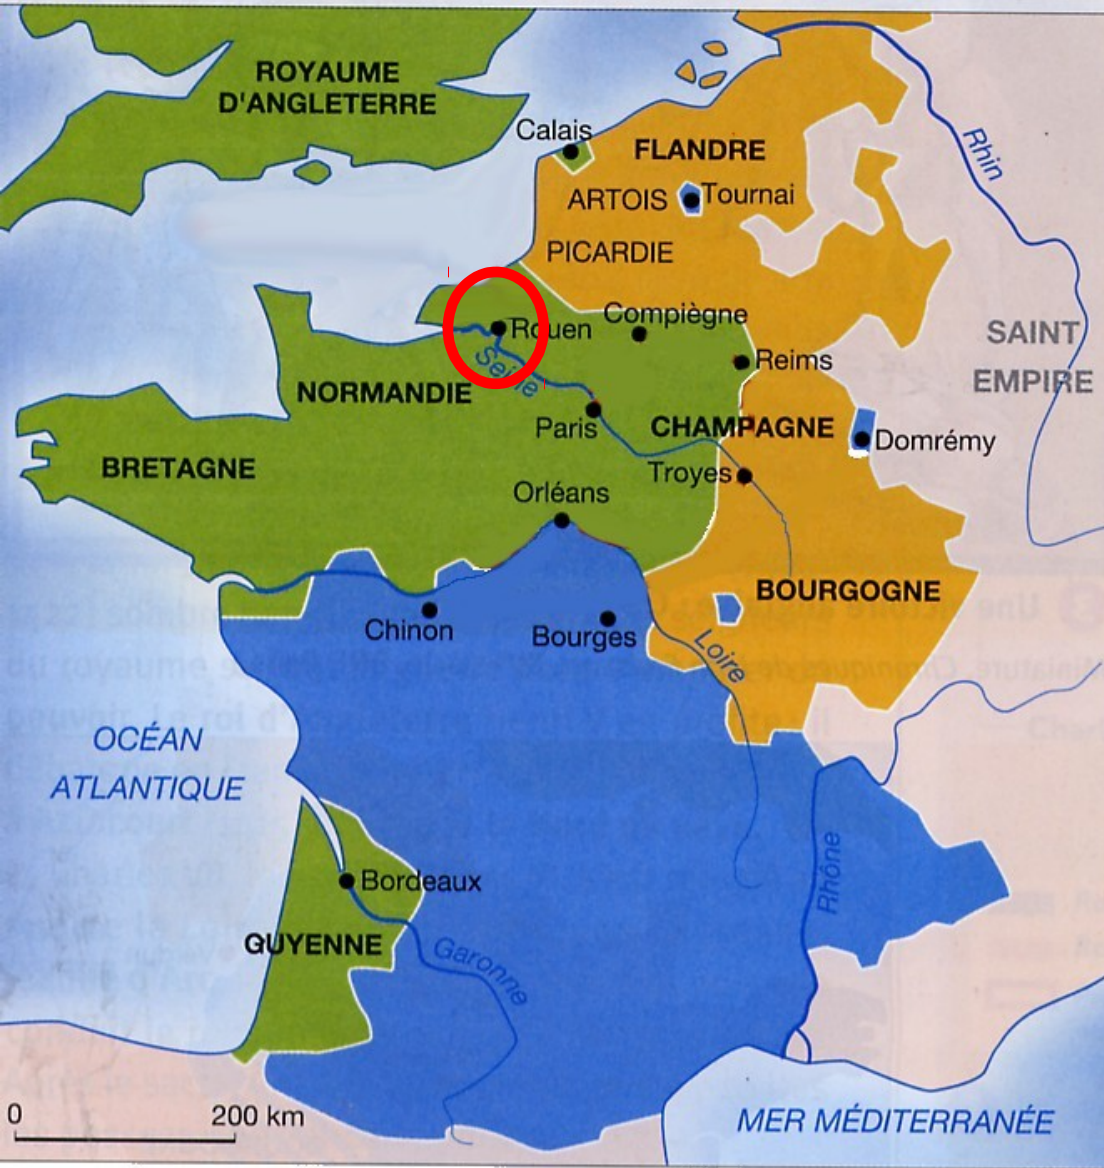 ROYAUME
D'ANGLETERRE
Calais
FLANDRE
ARTOIS
Tournai
PICARDIE
Rhin
Rouen
Compiègne
Seine
Reims
SAINT
EMPIRE
NORMANDIE
Paris
CHAMPAGNE
Domrémy
BRETAGNE
Troyes
Orléans
BOURGOGNE
Chinon
Bourges
Loire
OCÉAN
ATLANTIQUE
Rhône
Bordeaux
GUYENNE
Garonne
0
200 km
MER MÉDITERRANÉE